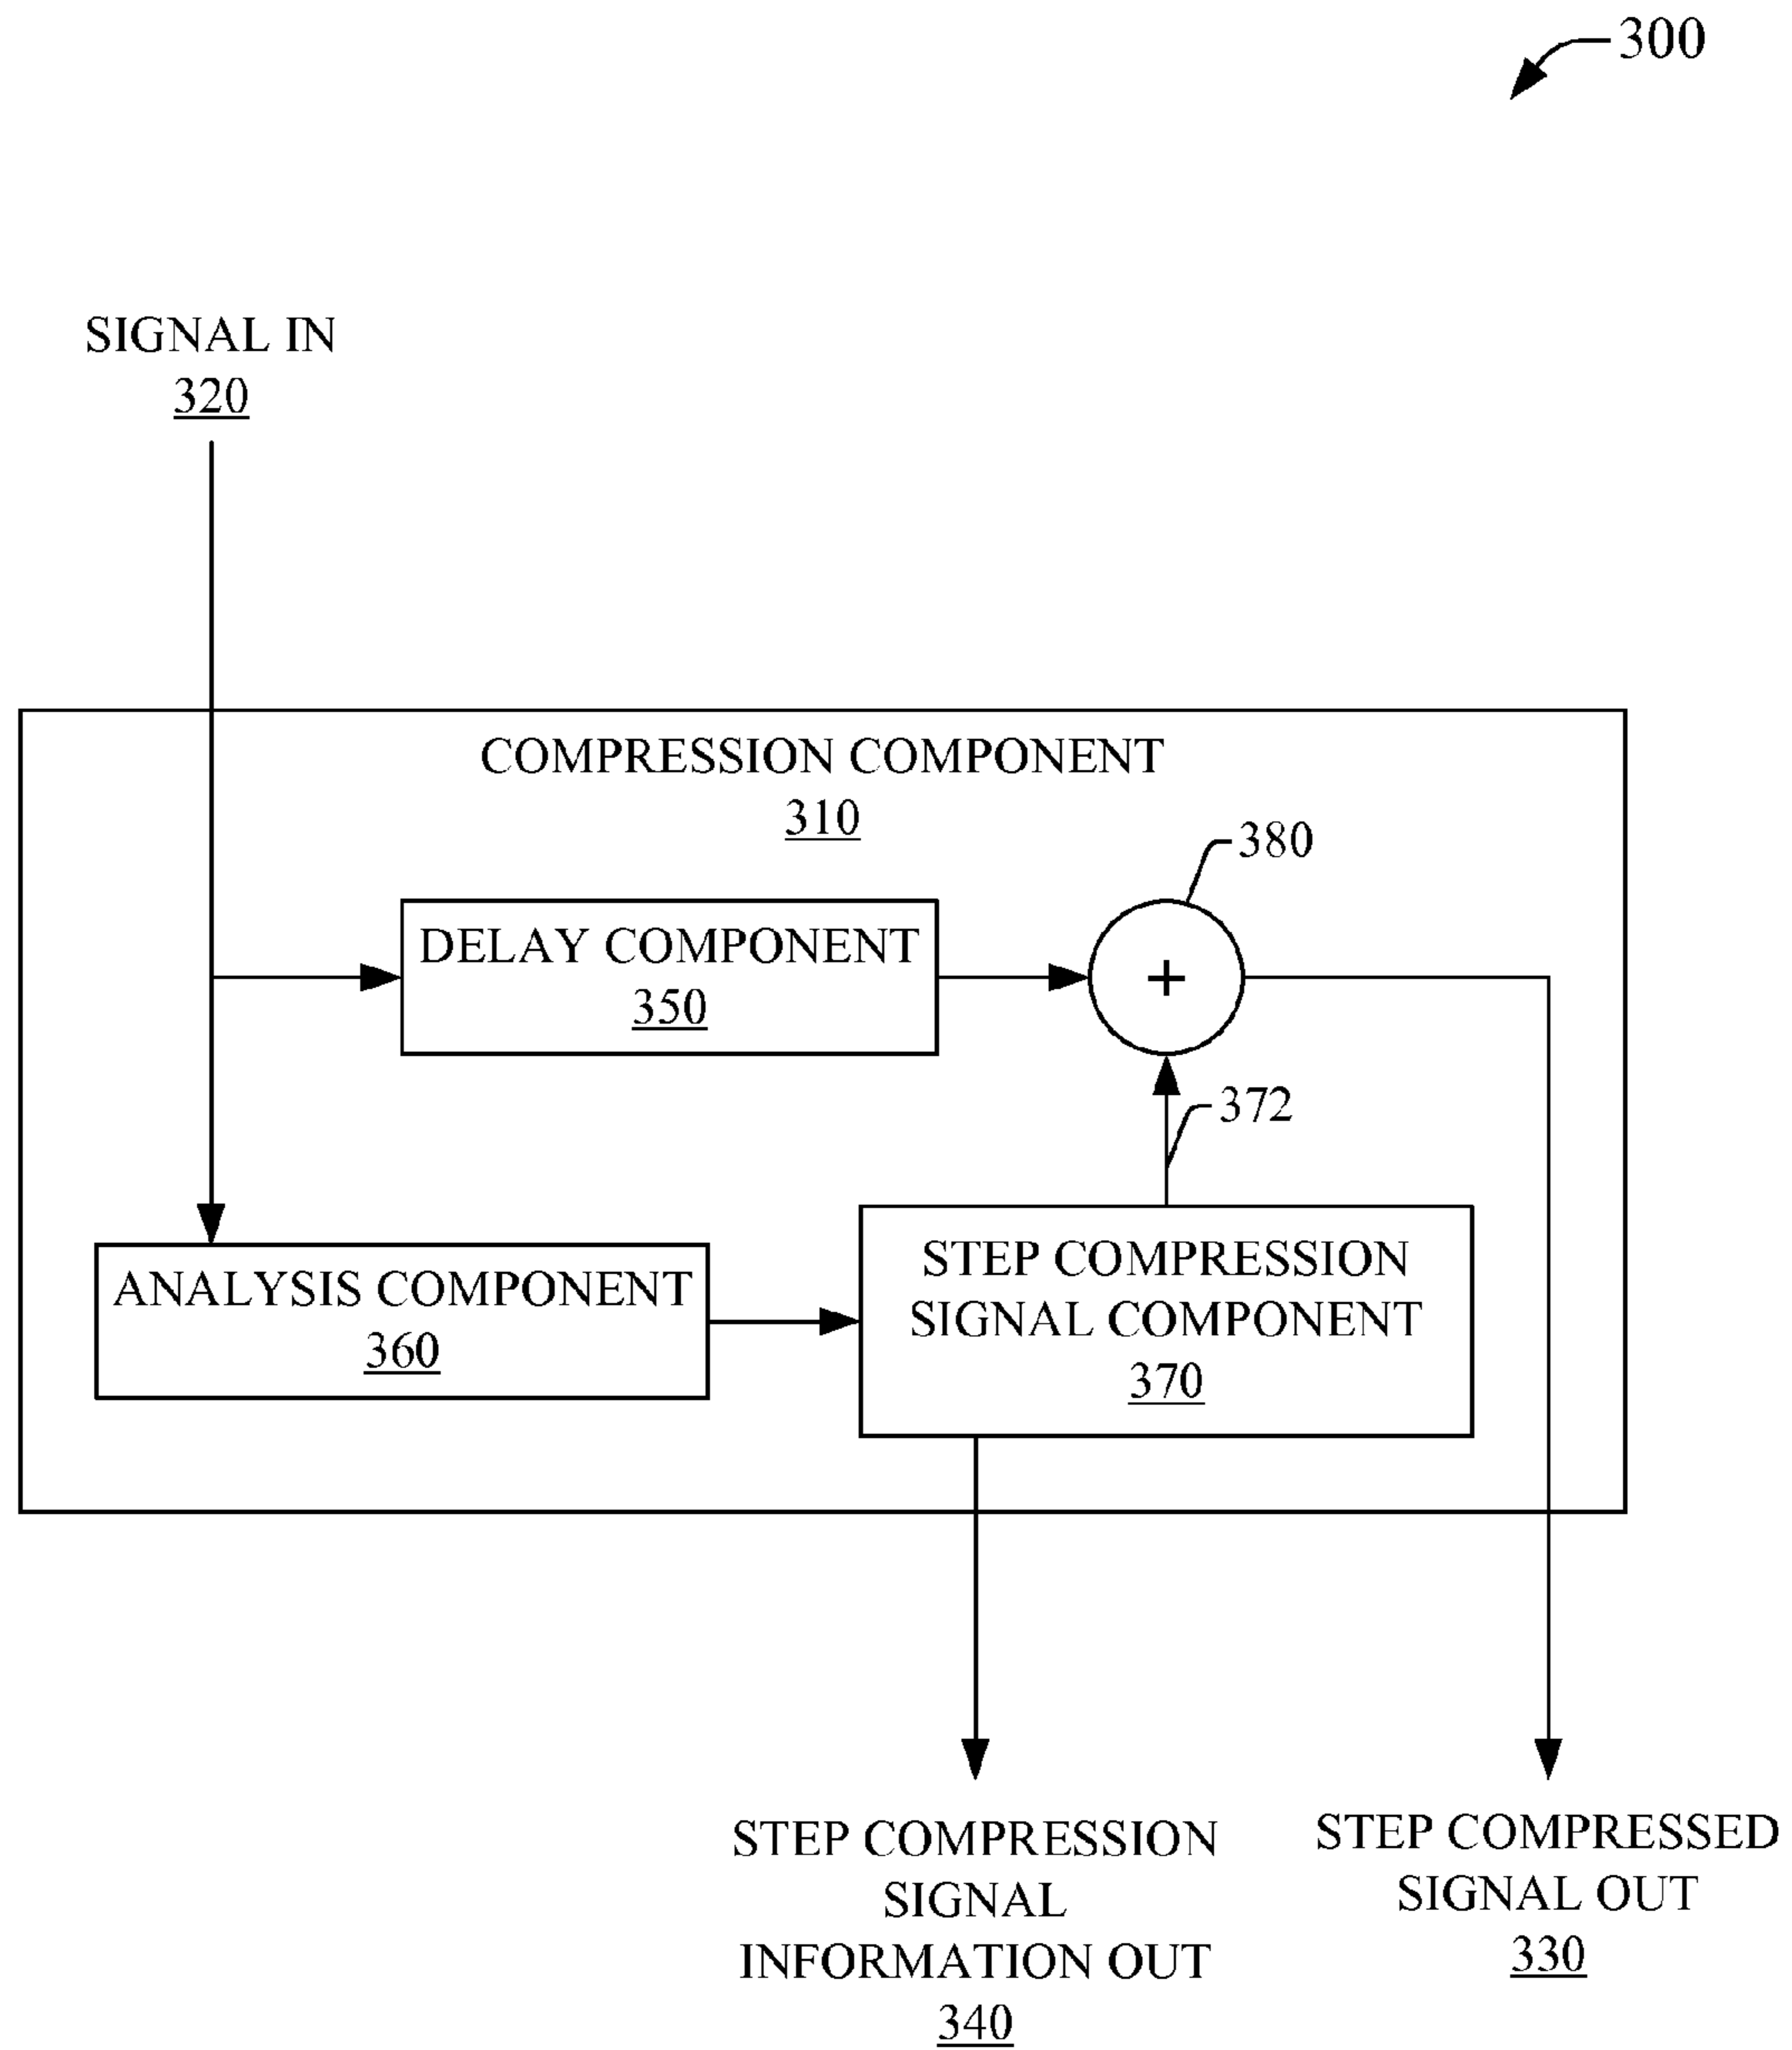 300
SIGNAL IN
320
COMPRESSION COMPONENT
310
380
DELAY COMPONENT
350
+
372
ANALYSIS COMPONENT
360
STEP COMPRESSION
SIGNAL COMPONENT
370
STEP COMPRESSION
SIGNAL
INFORMATION OUT
340
STEP COMPRESSED
SIGNAL OUT
330